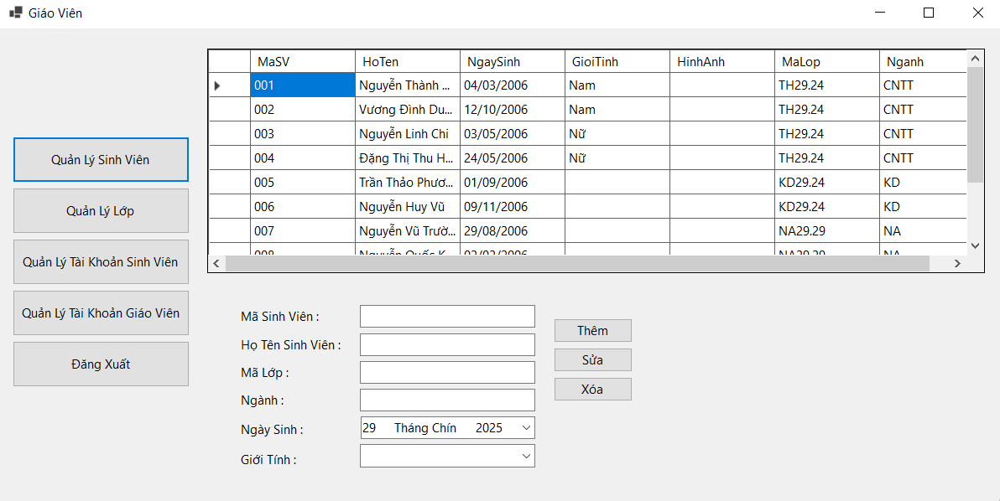 Giáo Viên
MaSV HoTen NgaySinh GioiTinh HinhAnh MaLop Nganh
001 Nguyễn Thành ... 04/03/2006 Nam TH29.24 CNTT
002 Vương Đình Du... 12/10/2006 Nam TH29.24 CNTT
003 Nguyễn Linh Chi 03/05/2006 Nữ TH29.24 CNTT
004 Đặng Thị Thu H... 24/05/2006 Nữ TH29.24 CNTT
005 Trần Thảo Phươ... 01/09/2006 KD29.24 KD
006 Nguyễn Huy Vũ 09/11/2006 KD29.24 KD
007 Nguyễn Vũ Trườ... 29/08/2006 NA29.29 NA
008 Nguyễn Quốc K... NA29.29 NA
Quản Lý Sinh Viên
Quản Lý Lớp
Quản Lý Tài Khoản Sinh Viên
Quản Lý Tài Khoản Giáo Viên
Đăng Xuất
Mã Sinh Viên :
Họ Tên Sinh Viên :
Mã Lớp :
Ngành :
Ngày Sinh : 29 Tháng Chín 2025
Giới Tính :
Thêm
Sửa
Xóa